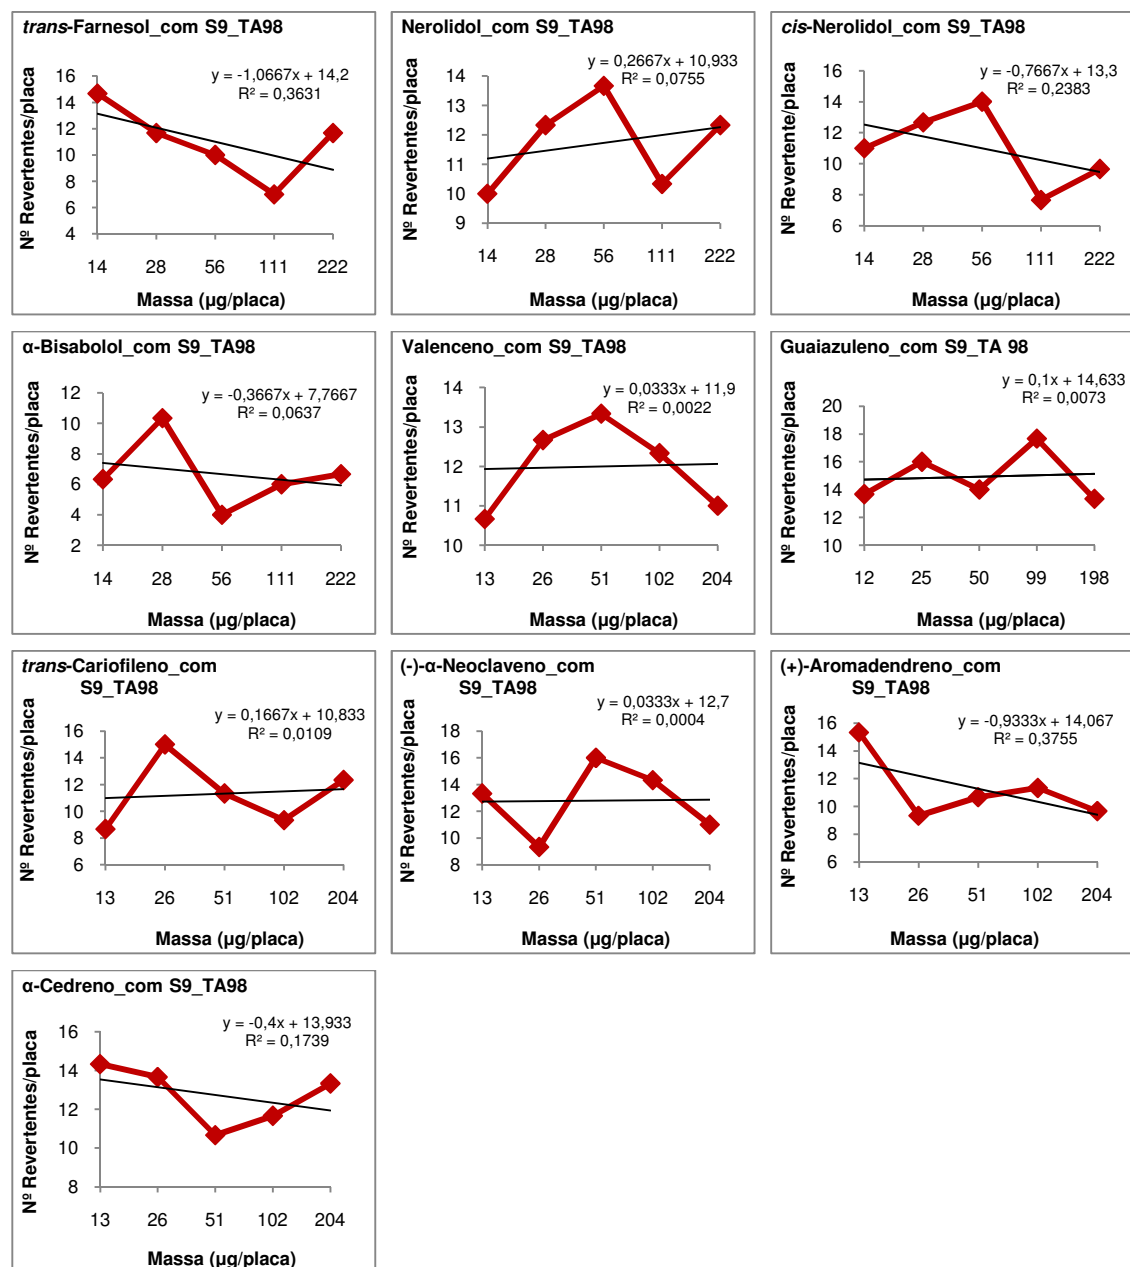 trans-Farnesol_com S9_TA98
y = -1,0667x + 14,2
R² = 0,3631
Nº Revertentes/placa
16
14
12
10
8
6
4
14 28 56 111 222
Massa (µg/placa)
Nerolidol_com S9_TA98
y = 0,2667x + 10,933
R² = 0,0755
Nº Revertentes/placa
14
13
12
11
10
9
14 28 56 111 222
Massa (µg/placa)
cis-Nerolidol_com S9_TA98
y = -0,7667x + 13,3
R² = 0,2383
Nº Revertente/placa
16
14
12
10
8
6
14 28 56 111 222
Massa (µg/placa)
α-Bisabolol_com S9_TA98
y = -0,3667x + 7,7667
R² = 0,0637
Nº Revertentes/placa
12
10
8
6
4
2
14 28 56 111 222
Massa (µg/placa)
Valenceno_com S9_TA98
y = 0,0333x + 11,9
R² = 0,0022
Nº Revertentes/placa
14
13
12
11
10
13 26 51 102 204
Massa (µg/placa)
Guaiazuleno_com S9_TA 98
y = 0,1x + 14,633
R² = 0,0073
Nº Revertentes/placa
20
18
16
14
12
10
12 25 50 99 198
Massa (µg/placa)
trans-Cariofileno_com
S9_TA98
y = 0,1667x + 10,833
R² = 0,0109
Nº Revertentes/placa
16
14
12
10
8
6
13 26 51 102 204
Massa (µg/placa)
(-)-α-Neoclaveno_com
S9_TA98
y = 0,0333x + 12,7
R² = 0,0004
Nº Revertentes/placa
18
16
14
12
10
8
13 26 51 102 204
Massa (µg/placa)
(+)-Aromadendreno_com
S9_TA98
y = -0,9333x + 14,067
R² = 0,3755
Nº Revertentes/placa
16
14
12
10
8
6
13 26 51 102 204
Massa (µg/placa)
α-Cedreno_com S9_TA98
y = -0,4x + 13,933
R² = 0,1739
Nº Revertentes/placa
16
14
12
10
8
13 26 51 102 204
Massa (µg/placa)